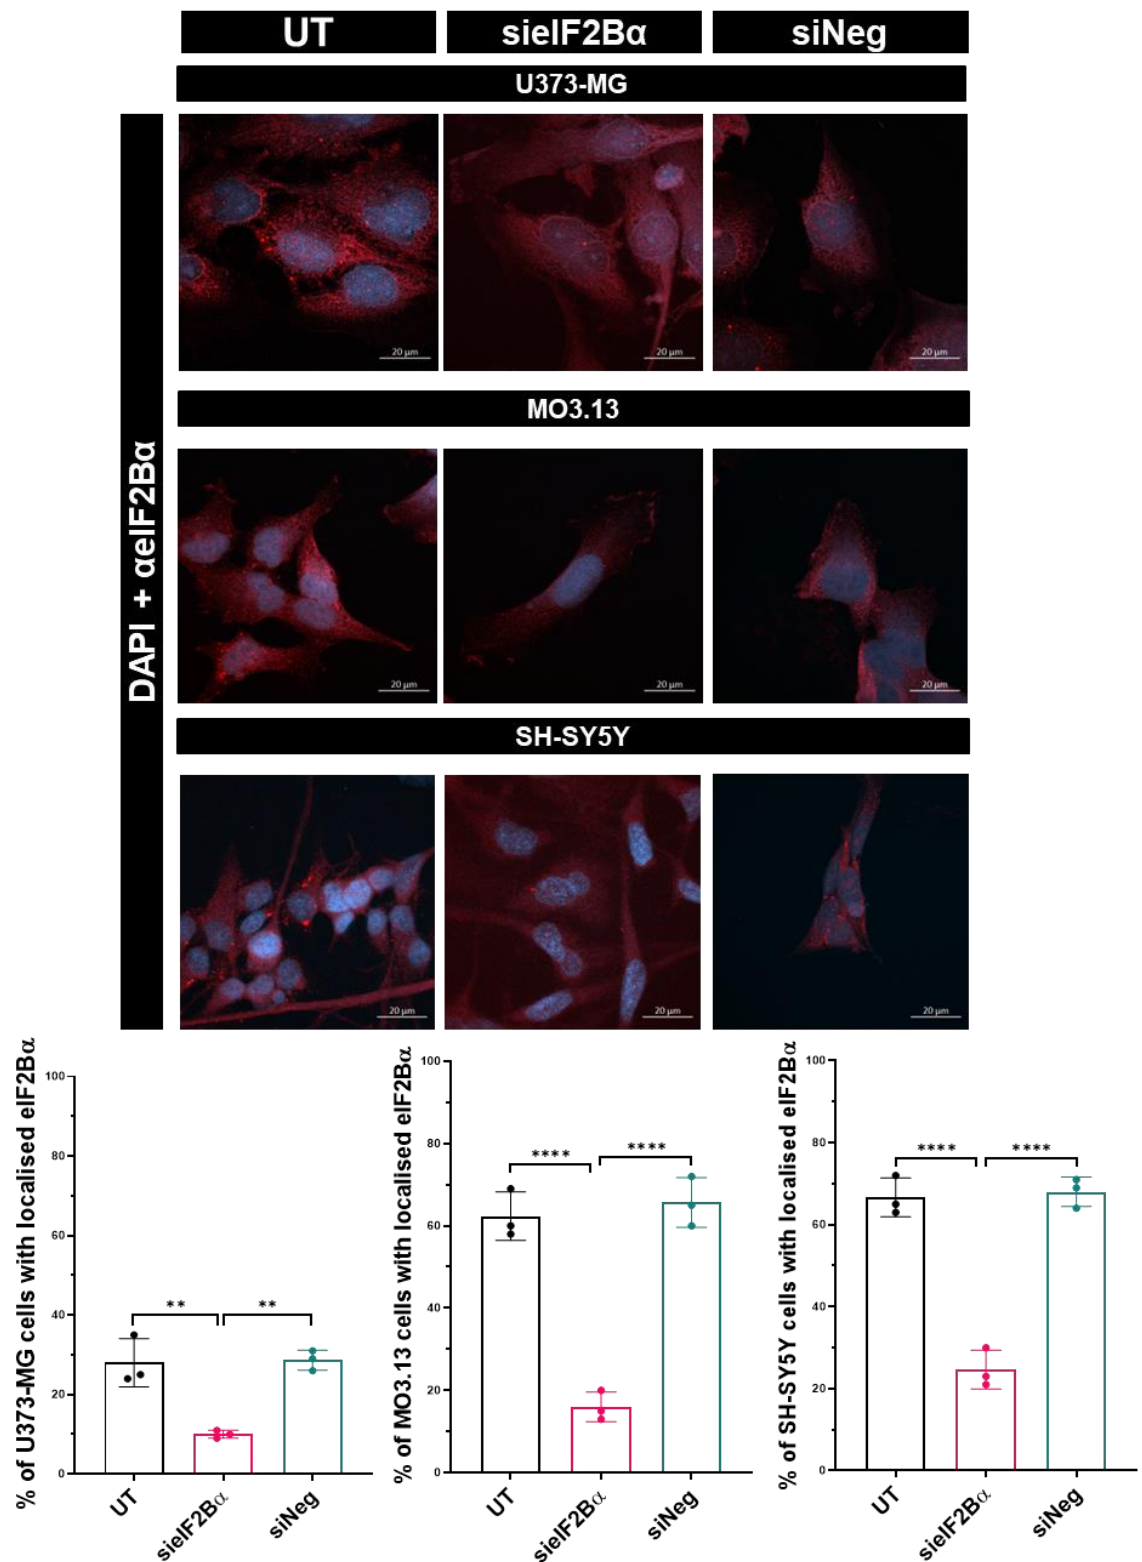 UT sieIF2Bα siNeg
U373-MG
DAPI + αeIF2Bα
20 µm 20 µm 20 µm
MO3.13
20 µm 20 µm 20 µm
SH-SY5Y
20 µm 20 µm 20 µm
% of U373-MG cells with localised eIF2Bα
100
80
60
40
20
0
** **
UT sieIF2Bα siNeg
% of MO3.13 cells with localised eIF2Bα
100
80
60
40
20
0
**** ****
UT sieIF2Bα siNeg
% of SH-SY5Y cells with localised eIF2Bα
100
80
60
40
20
0
**** ****
UT sieIF2Bα siNeg